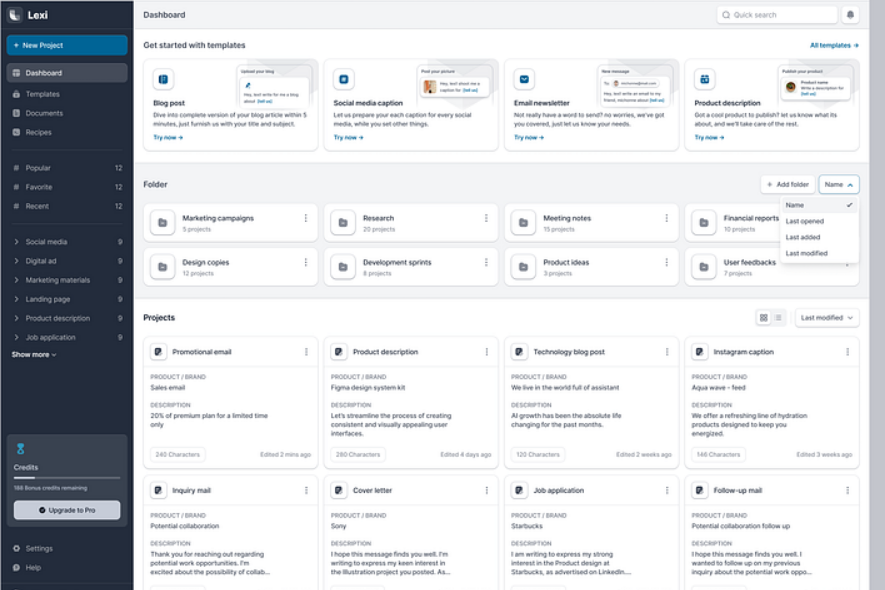 Lexi
+ New Project
Dashboard
Templates
Documents
Recipes
# Popular 12
# Favorite 12
# Recent 12
Social media 9
Digital ad 9
Marketing materials 9
Landing page 9
Product description 9
Job application 9
Show more
Credits
188 Bonus credits remaining
Upgrade to Pro
Settings
Help
Dashboard
Quick search
Get started with templates
All templates →
Upload your blog
Hey, lexi! write for me a blog
about [tell us]
Blog post
Dive into complete version of your blog article within 5
minutes, just furnish us with your title and subject.
Try now →
Post your picture
Hey, lexi! about me a
caption for [tell us]
Social media caption
Let us prepare your each caption for every social
media, while you set other things.
Try now →
New message
To
Hey, lexi! write an email to my
friend, michonne about [tell us]
Email newsletter
Not really have a word to send? no worries, we've got
you covered, just let us know your needs.
Try now →
Publish your product
Product name
Write a description for
[tell us]
Product description
Got a cool product to publish? let us know what its
about, and we'll take care of the rest.
Try now →
Folder
+ Add folder
Name
Name
Last opened
Last added
Last modified
Marketing campaigns
5 projects
Research
20 projects
Meeting notes
15 projects
Financial reports
10 projects
Design copies
12 projects
Development sprints
8 projects
Product ideas
3 projects
User feedbacks
7 projects
Projects
Last modified
Promotional email
PRODUCT / BRAND
Sales email
DESCRIPTION
20% of premium plan for a limited time
only
240 Characters
Edited 2 mins ago
Product description
PRODUCT / BRAND
Figma design system kit
DESCRIPTION
Let's streamline the process of creating
consistent and visually appealing user
interfaces.
280 Characters
Edited 4 days ago
Technology blog post
PRODUCT / BRAND
We live in the world full of assistant
DESCRIPTION
AI growth has been the absolute life
changing for the past months.
120 Characters
Edited 2 weeks ago
Instagram caption
PRODUCT / BRAND
Aqua wave - feed
DESCRIPTION
We offer a refreshing line of hydration
products designed to keep you
energized.
146 Characters
Edited 3 weeks ago
Inquiry mail
PRODUCT / BRAND
Potential collaboration
DESCRIPTION
Thank you for reaching out regarding
potential work opportunities. I'm
excited about the possibility of collab...
Cover letter
PRODUCT / BRAND
Sony
DESCRIPTION
I hope this message finds you well. I'm
writing to express my keen interest in
the Illustration project you posted. As...
Job application
PRODUCT / BRAND
Starbucks
DESCRIPTION
I am writing to express my strong
interest in the Product design at
Starbucks, as advertised on LinkedIn....
Follow-up mail
PRODUCT / BRAND
Potential collaboration follow up
DESCRIPTION
I hope this message finds you well. I
wanted to follow up on my previous
inquiry about the potential work oppo...